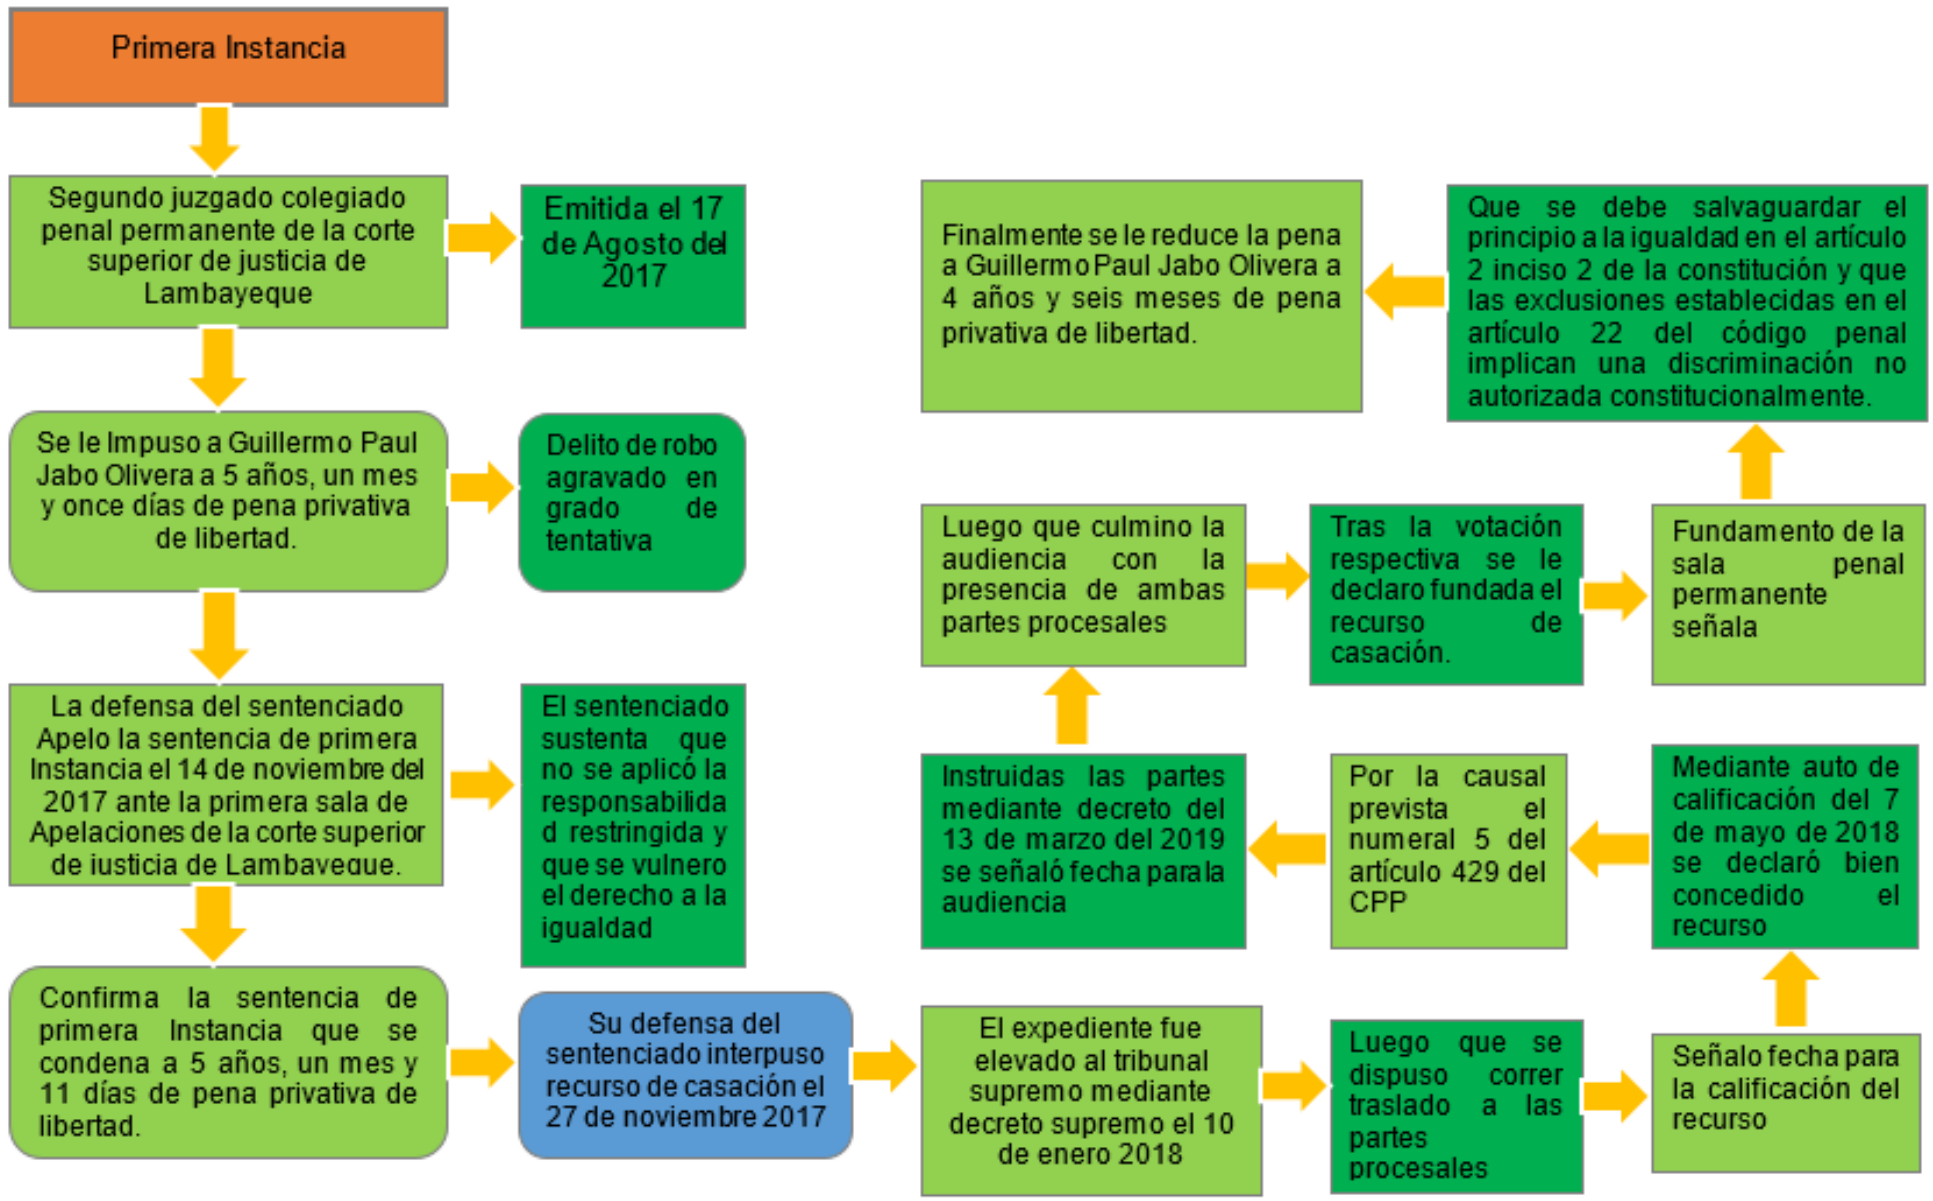 Primera Instancia
Segundo juzgado colegiado
penal permanente de la corte
superior de justicia de
Lambayeque
Emitida el 17
de Agosto del
2017
Se le Impuso a Guillermo Paul
Jabo Olivera a 5 años, un mes
y once días de pena privativa
de libertad.
Delito de robo
agravado en
grado de
tentativa
La defensa del sentenciado
Apelo la sentencia de primera
Instancia el 14 de noviembre del
2017 ante la primera sala de
Apelaciones de la corte superior
de justicia de Lambayeque.
El sentenciado
sustenta que
no se aplicó la
responsabilida
d restringida y
que se vulnero
el derecho a la
igualdad
Confirma la sentencia de
primera Instancia que se
condena a 5 años, un mes y
11 días de pena privativa de
libertad.
Su defensa del
sentenciado interpuso
recurso de casación el
27 de noviembre 2017
El expediente fue
elevado al tribunal
supremo mediante
decreto supremo el 10
de enero 2018
Luego que se
dispuso correr
traslado a las
partes
procesales
Señalo fecha para
la calificación del
recurso
Mediante auto de
calificación del 7
de mayo de 2018
se declaró bien
concedido el
recurso
Por la causal
prevista el
numeral 5 del
artículo 429 del
CPP
Instruidas las partes
mediante decreto del
13 de marzo del 2019
se señaló fecha para la
audiencia
Luego que culmino la
audiencia con la
presencia de ambas
partes procesales
Tras la votación
respectiva se le
declaro fundada el
recurso de
casación.
Fundamento de la
sala penal
permanente
señala
Que se debe salvaguardar el
principio a la igualdad en el artículo
2 inciso 2 de la constitución y que
las exclusiones establecidas en el
artículo 22 del código penal
implican una discriminación no
autorizada constitucionalmente.
Finalmente se le reduce la pena
a Guillermo Paul Jabo Olivera a
4 años y seis meses de pena
privativa de libertad.